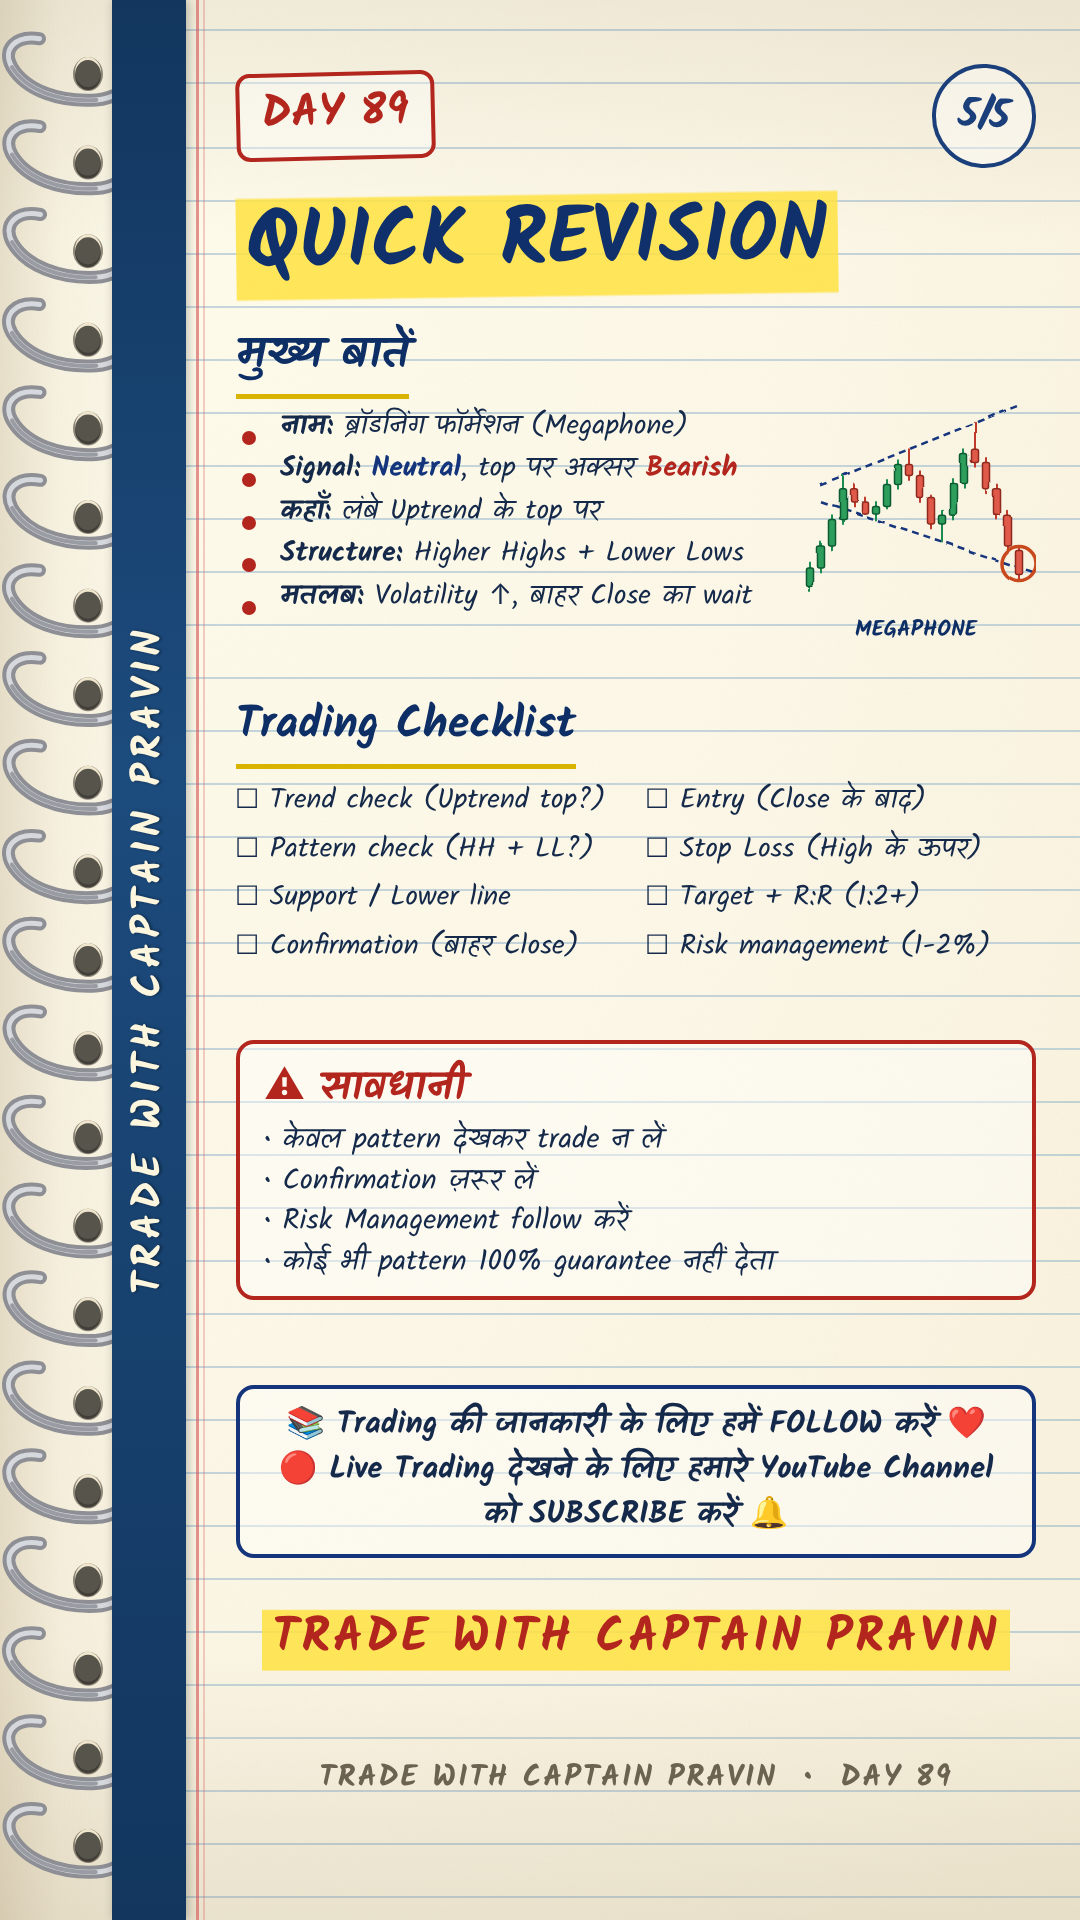 DAY 89
5/5
QUICK REVISION
मुख्य बातें
नाम: ब्रॉडनिंग फॉर्मेशन (Megaphone)
Signal: Neutral, top पर अक्सर Bearish
कहाँ: लंबे Uptrend के top पर
Structure: Higher Highs + Lower Lows
मतलब: Volatility ↑, बाहर Close का wait
MEGAPHONE
Trading Checklist
☐ Trend check (Uptrend top?)
☐ Entry (Close के बाद)
☐ Pattern check (HH + LL?)
☐ Stop Loss (High के ऊपर)
☐ Support / Lower line
☐ Target + R:R (1:2+)
☐ Confirmation (बाहर Close)
☐ Risk management (1-2%)
⚠ सावधानी
· केवल pattern देखकर trade न लें
· Confirmation ज़रूर लें
· Risk Management follow करें
· कोई भी pattern 100% guarantee नहीं देता
📚 Trading की जानकारी के लिए हमें FOLLOW करें ❤️
🔴 Live Trading देखने के लिए हमारे YouTube Channel
को SUBSCRIBE करें 🔔
TRADE WITH CAPTAIN PRAVIN
TRADE WITH CAPTAIN PRAVIN · DAY 89
TRADE WITH CAPTAIN PRAVIN